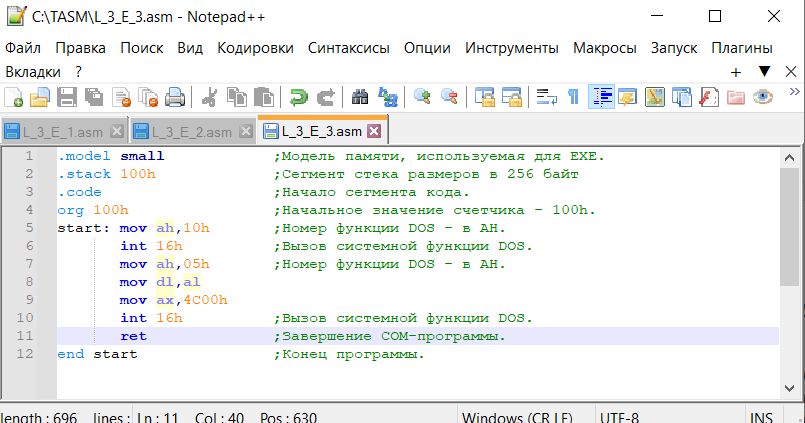 C:\TASM\L_3_E_3.asm - Notepad++
Файл Правка Поиск Вид Кодировки Синтаксисы Опции Инструменты Макросы Запуск Плагины
Вкладки ? + ▼ X
L_3_E_1.asm L_3_E_2.asm L_3_E_3.asm
1 .model small ;Модель памяти, используемая для EXE.
2 .stack 100h ;Сегмент стека размеров в 256 байт
3 .code ;Начало сегмента кода.
4 org 100h ;Начальное значение счетчика - 100h.
5 start: mov ah,10h ;Номер функции DOS - в AH.
6 int 16h ;Вызов системной функции DOS.
7 mov ah,05h ;Номер функции DOS - в AH.
8 mov dl,al
9 mov ax,4C00h
10 int 16h ;Вызов системной функции DOS.
11 ret ;Завершение COM-программы.
12 end start ;Конец программы.
length : 696 lines : Ln : 11 Col : 40 Pos : 630 Windows (CR LF) UTF-8 INS